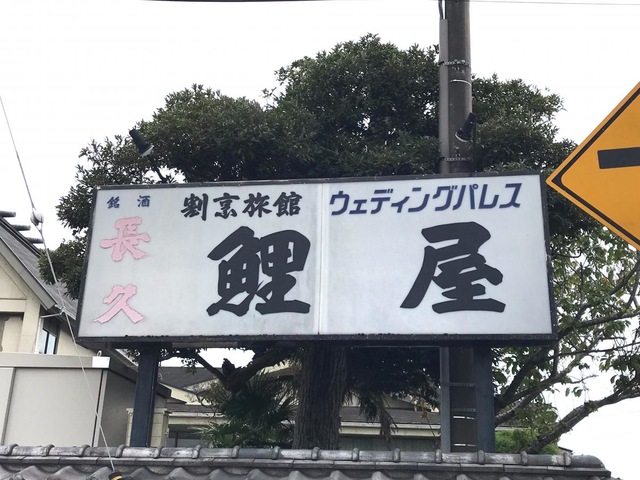 銘酒
長久
割烹旅館
ウェディングパレス
鯉屋